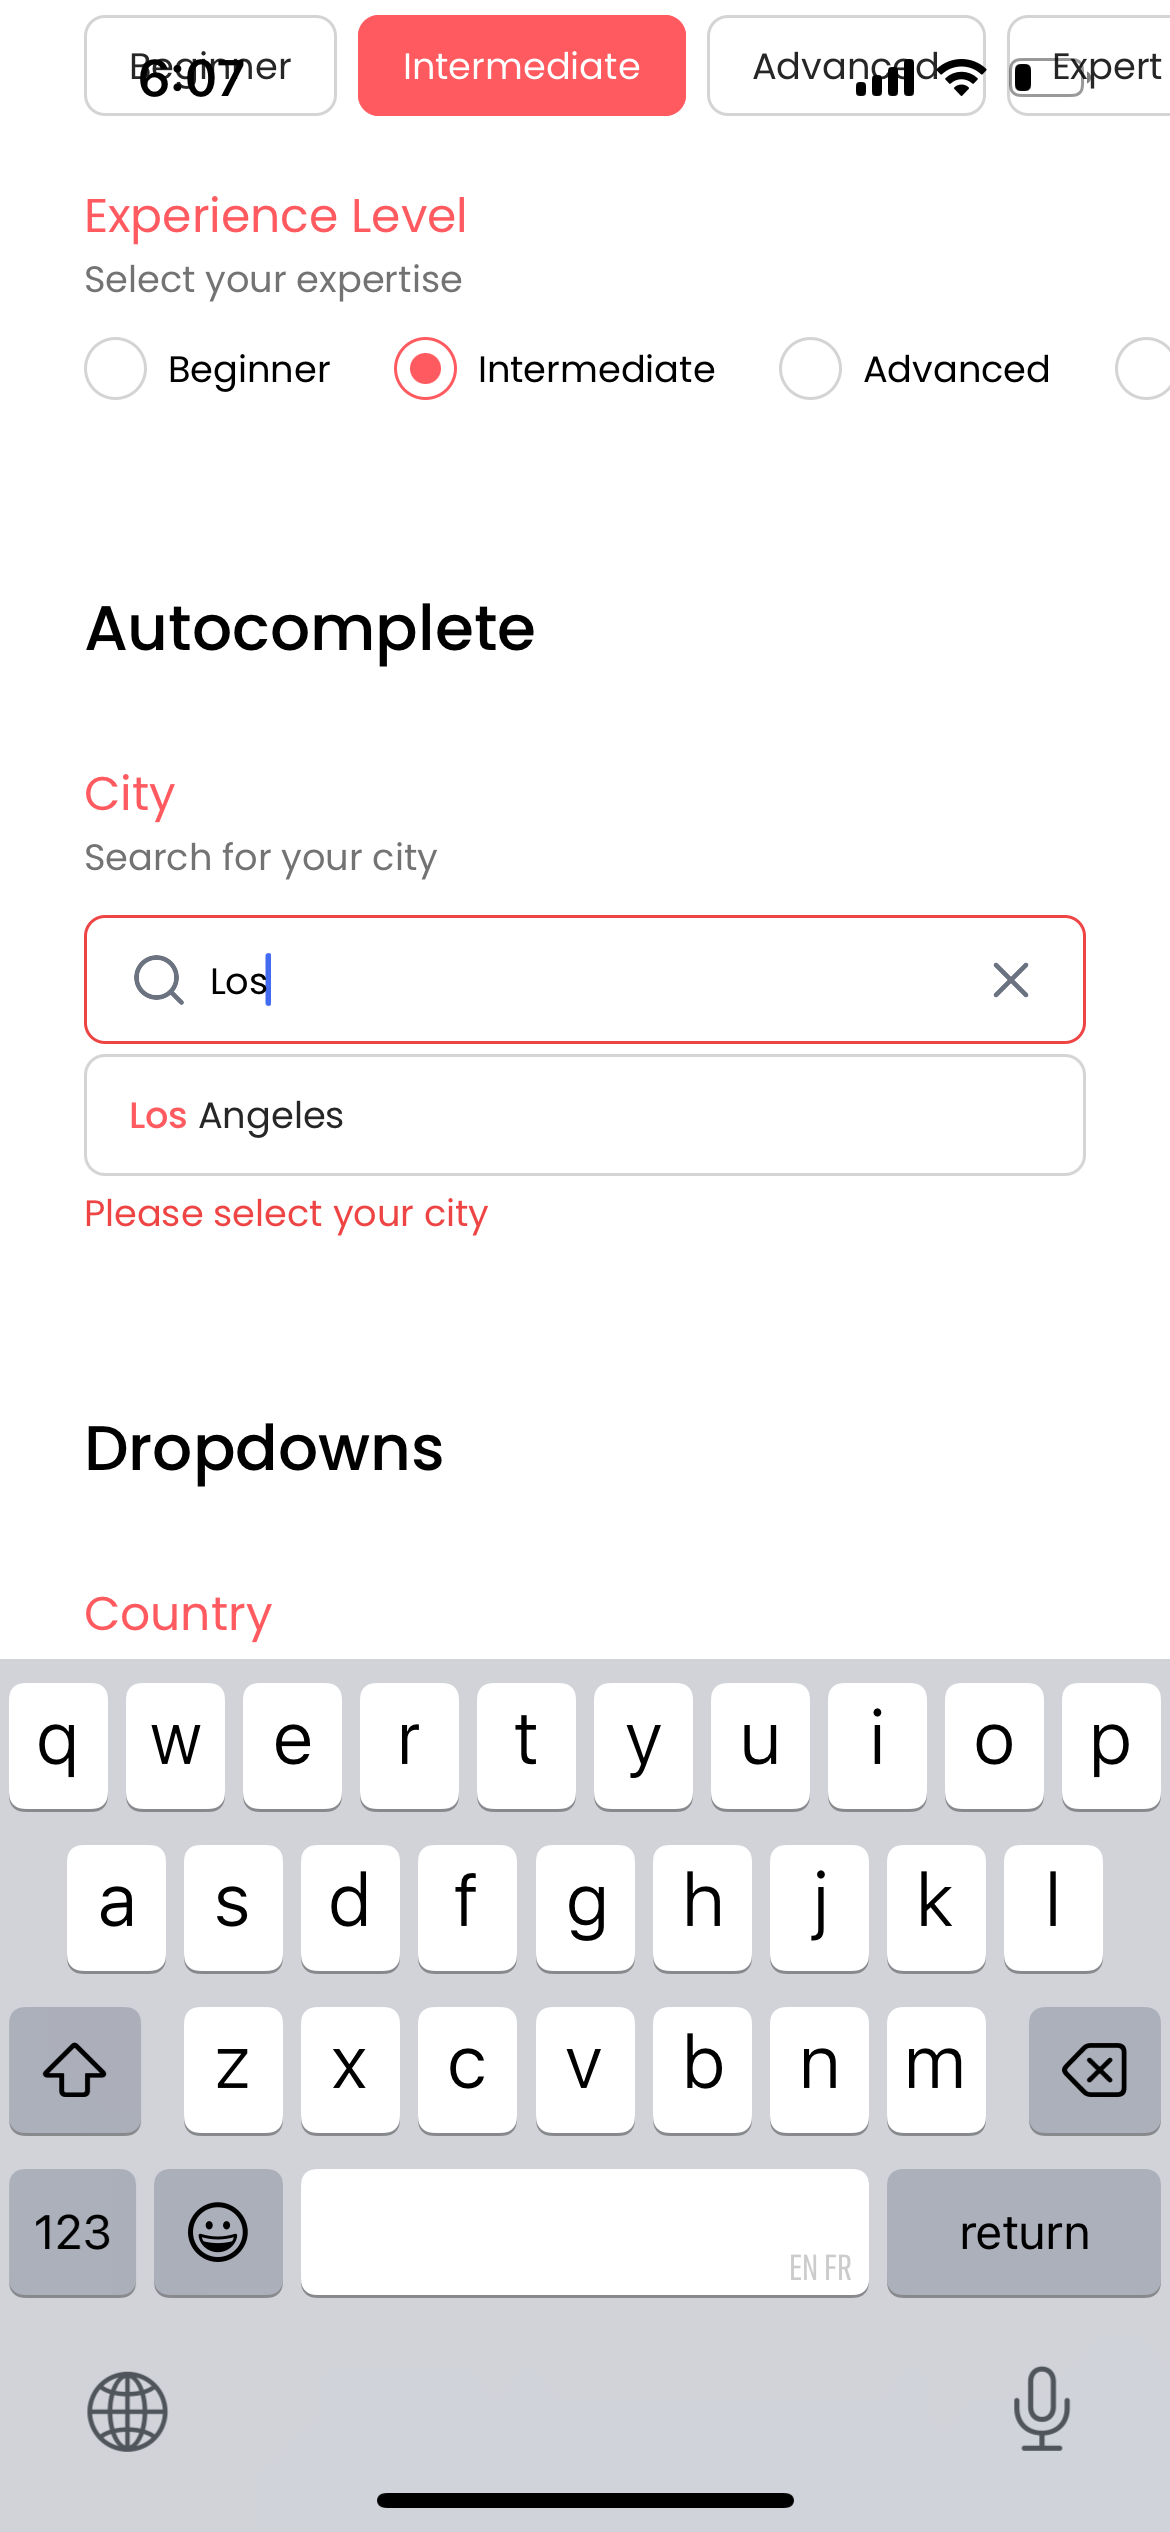 Beginner Intermediate Advanced Expert
6:07
Experience Level
Select your expertise
Beginner Intermediate Advanced
Autocomplete
City
Search for your city
Los
Los Angeles
Please select your city
Dropdowns
Country
q w e r t y u i o p
a s d f g h j k l
z x c v b n m
123 return
EN FR